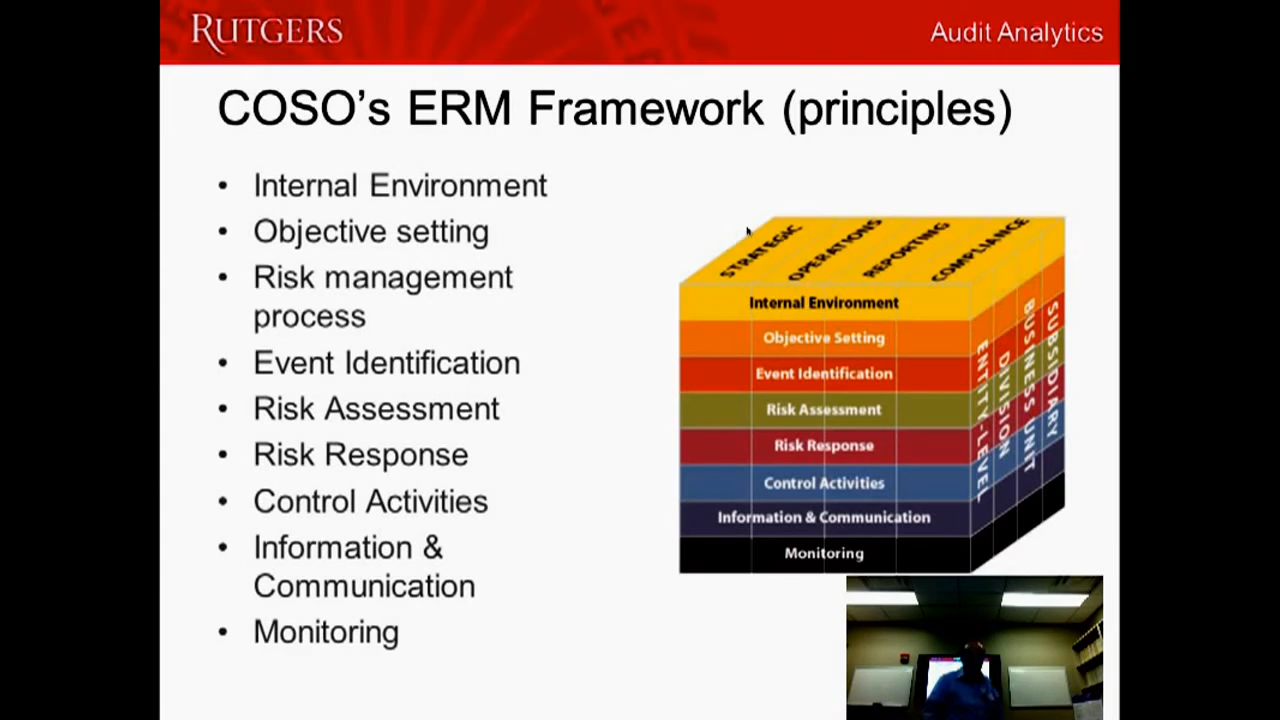 RUTGERS
Audit Analytics
COSO's ERM Framework (principles)
• Internal Environment
• Objective setting
• Risk management
process
• Event Identification
• Risk Assessment
• Risk Response
• Control Activities
• Information &
Communication
• Monitoring
STRATEGIC
OPERATIONS
REPORTING
COMPLIANCE
Internal Environment
Objective Setting
Event Identification
Risk Assessment
Risk Response
Control Activities
Information & Communication
Monitoring
ENTITY-LEVEL
DIVISION
BUSINESS UNIT
SUBSIDIARY